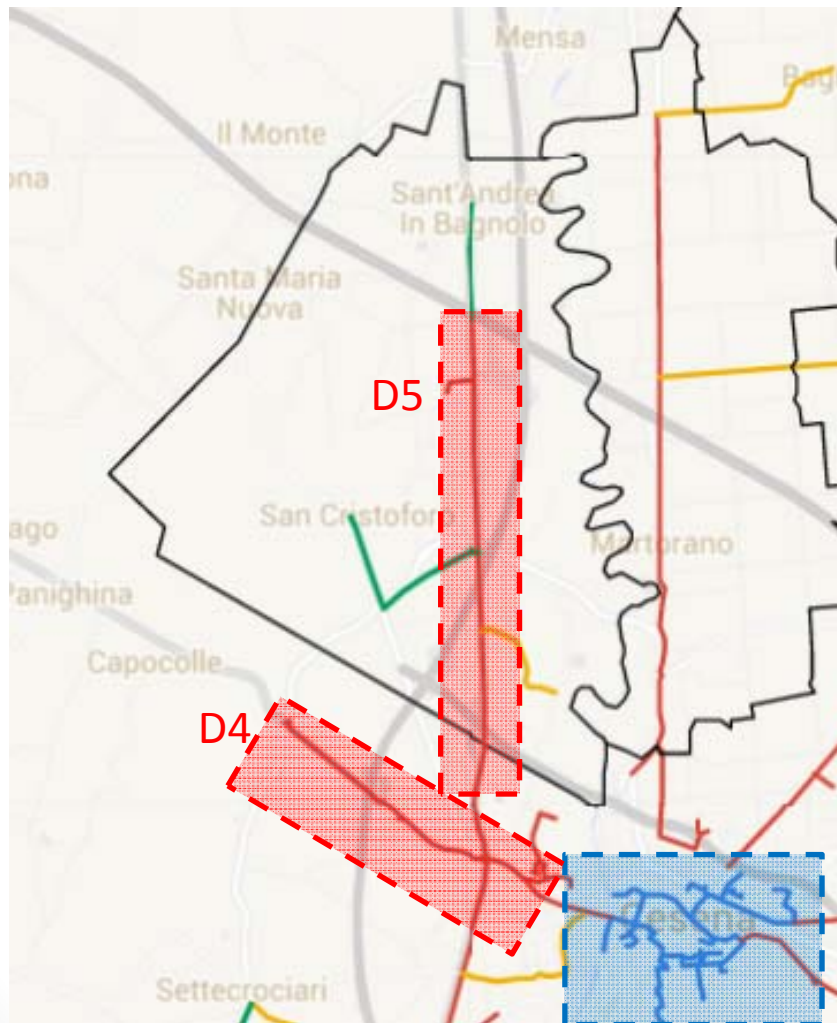 Mensa
Bag
Il Monte
ona
Sant'Andrea
In Bagnolo
Santa Maria
Nuova
D5
San Cristoforo
ago
Martorano
Panighina
Capocolle
D4
Cesena
Settecrociari